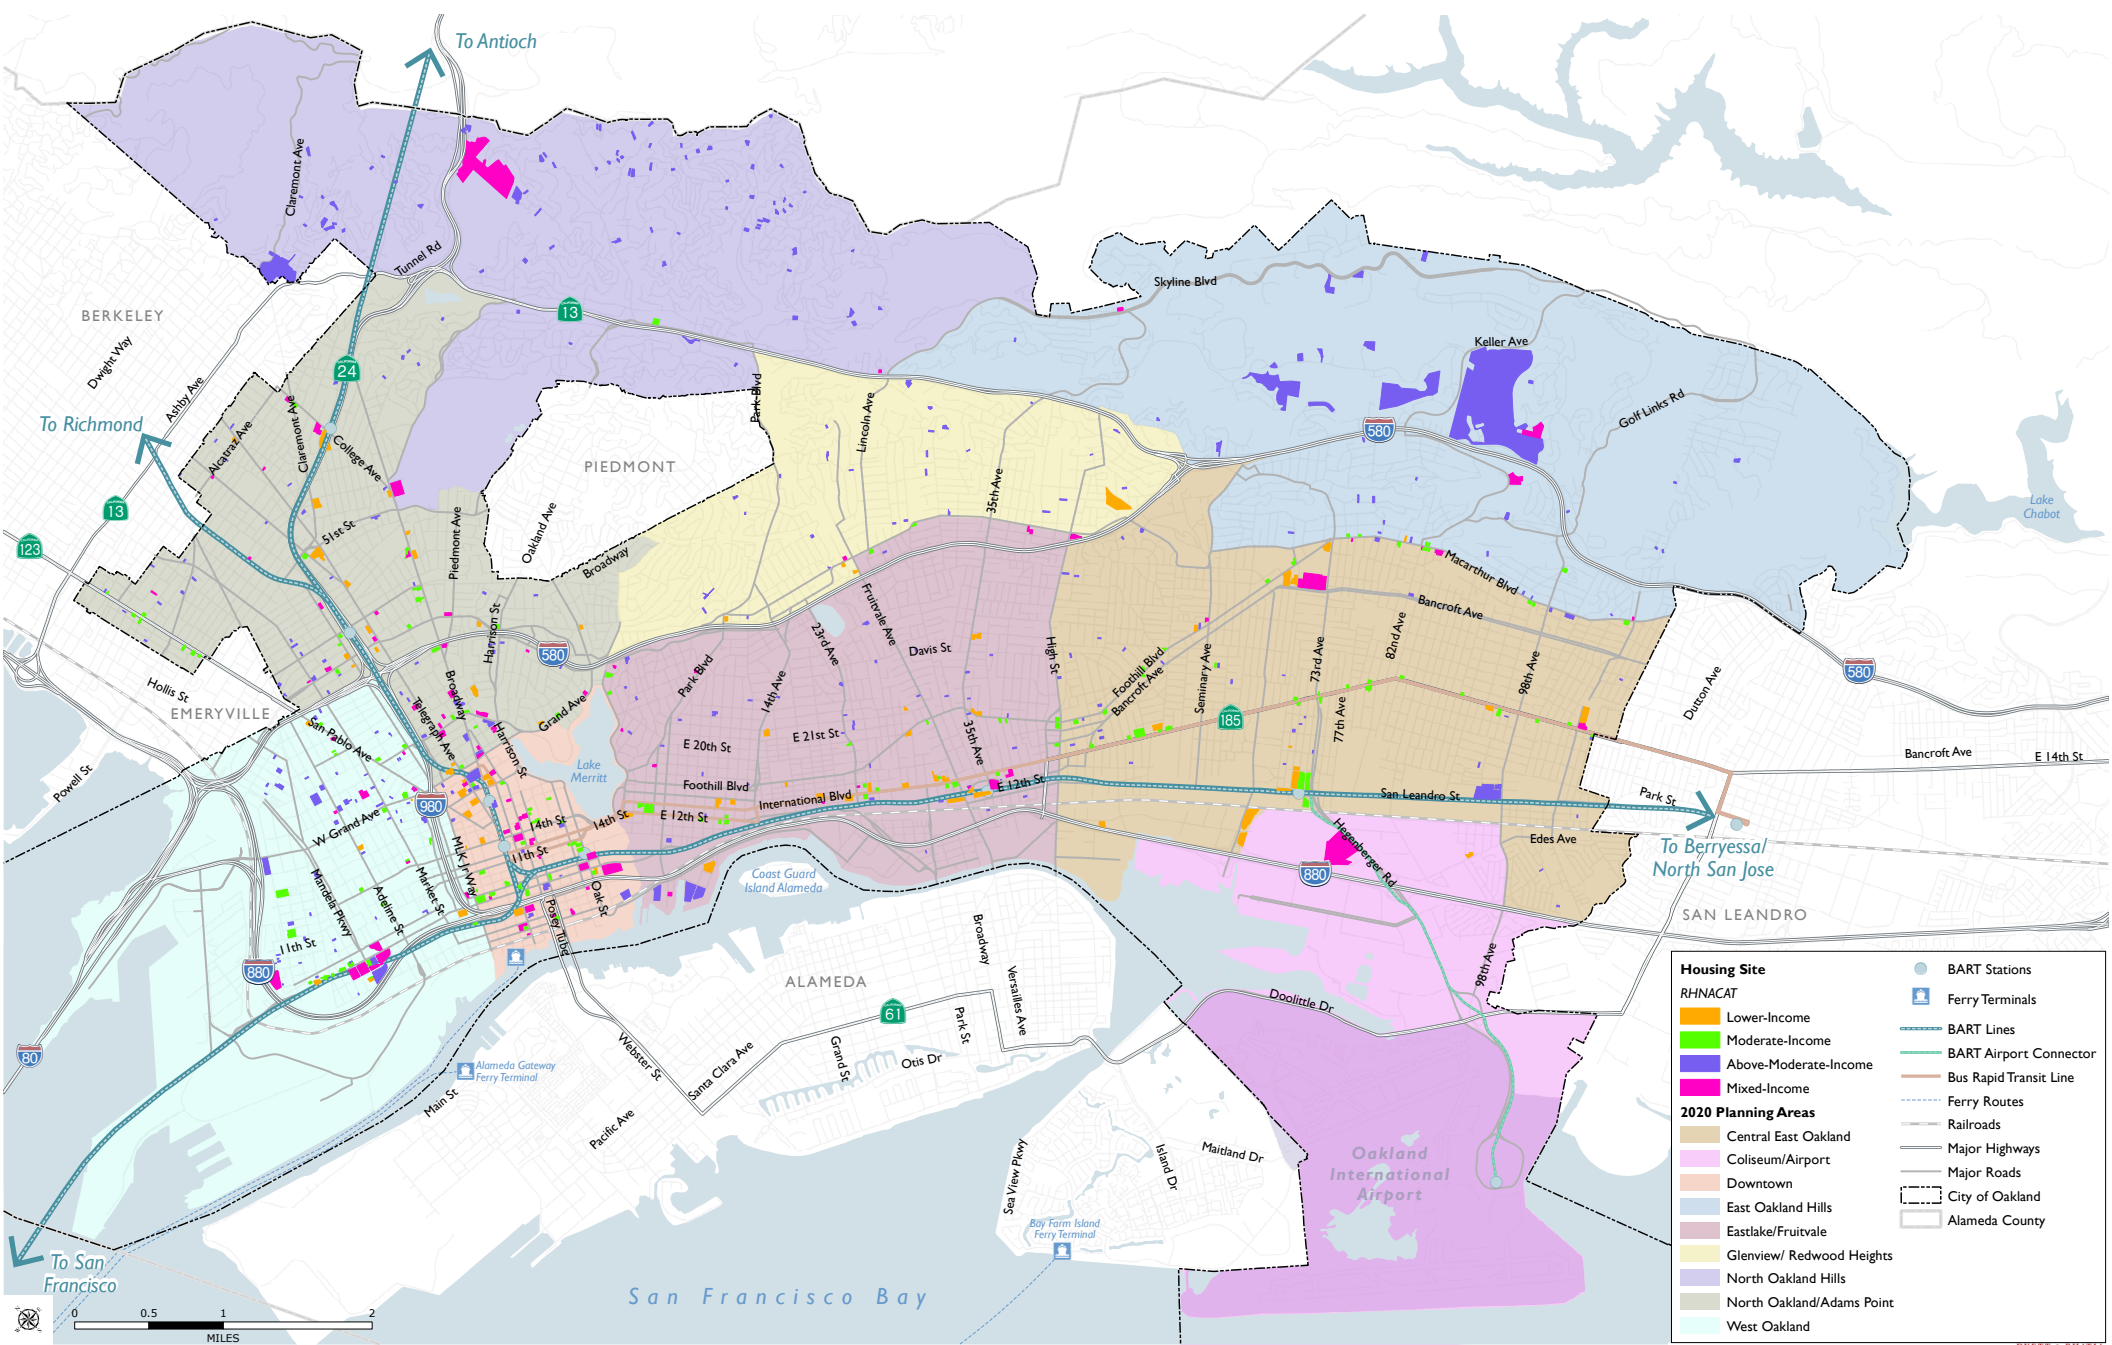 To Antioch
Claremont Ave
Tunnel Rd
BERKELEY
Dwight Way
Ashby Ave
13
24
To Richmond
Alcatraz Ave
Claremont Ave
College Ave
13
123
51st St
Piedmont Ave
Oakland Ave
Broadway
PIEDMONT
Park Blvd
Lincoln Ave
35th Ave
Skyline Blvd
Keller Ave
580
Golf Links Rd
Lake
Chabot
Harrison St
580
Fruitvale Ave
23rd Ave
Davis St
High St
Park Blvd
14th Ave
Foothill Blvd
Bancroft Ave
Seminary Ave
73rd Ave
82nd Ave
Macarthur Blvd
Bancroft Ave
98th Ave
77th Ave
185
Dutton Ave
580
Bancroft Ave
E 14th St
Hollis St
EMERYVILLE
San Pablo Ave
Telegraph Ave
Broadway
Harrison St
Grand Ave
Lake
Merritt
E 20th St
E 21st St
35th Ave
Foothill Blvd
International Blvd
E 12th St
E 12th St
San Leandro St
Park St
Powell St
980
W Grand Ave
MLK Jr Way
14th St
14th St
11th St
Mandela Pkwy
Adeline St
Market St
Oak St
Posey Tube
11th St
880
80
Coast Guard
Island Alameda
Hegenberger Rd
880
Edes Ave
To Berryessa/
North San Jose
SAN LEANDRO
98th Ave
Doolittle Dr
ALAMEDA
Broadway
Versailles Ave
61
Park St
Grand St
Otis Dr
Webster St
Santa Clara Ave
Alameda Gateway
Ferry Terminal
Main St
Pacific Ave
Sea View Pkwy
Island Dr
Maitland Dr
Bay Farm Island
Ferry Terminal
Oakland
International
Airport
To San
Francisco
San Francisco Bay
0 0.5 1 2
MILES
Housing Site
RHNACAT
Lower-Income
Moderate-Income
Above-Moderate-Income
Mixed-Income
2020 Planning Areas
Central East Oakland
Coliseum/Airport
Downtown
East Oakland Hills
Eastlake/Fruitvale
Glenview/ Redwood Heights
North Oakland Hills
North Oakland/Adams Point
West Oakland
BART Stations
Ferry Terminals
BART Lines
BART Airport Connector
Bus Rapid Transit Line
Ferry Routes
Railroads
Major Highways
Major Roads
City of Oakland
Alameda County